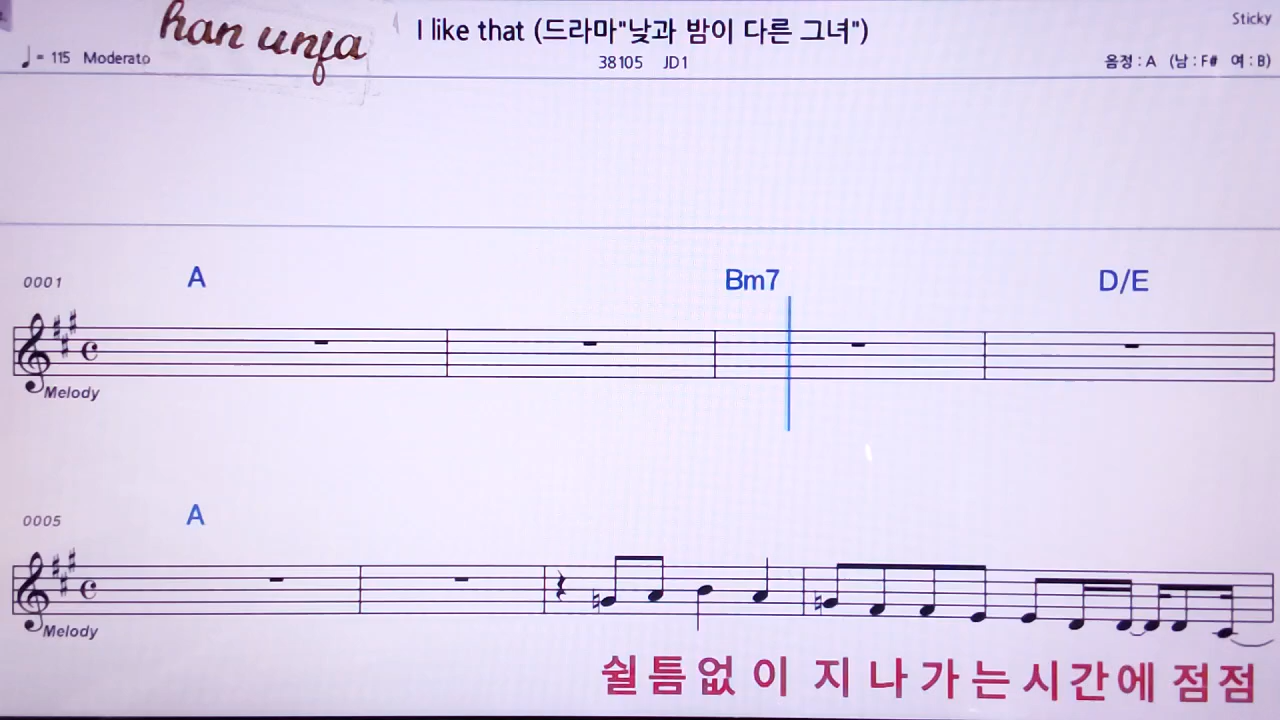 han unja
I like that (드라마"낮과 밤이 다른 그녀")
Sticky
♩ = 115 Moderato
38105 JD1
음정 : A (남 : F# 여 : B)
0001 A Bm7 D/E
Melody
0005 A
Melody
쉴 틈 없 이 지 나 가 는 시 간 에 점 점